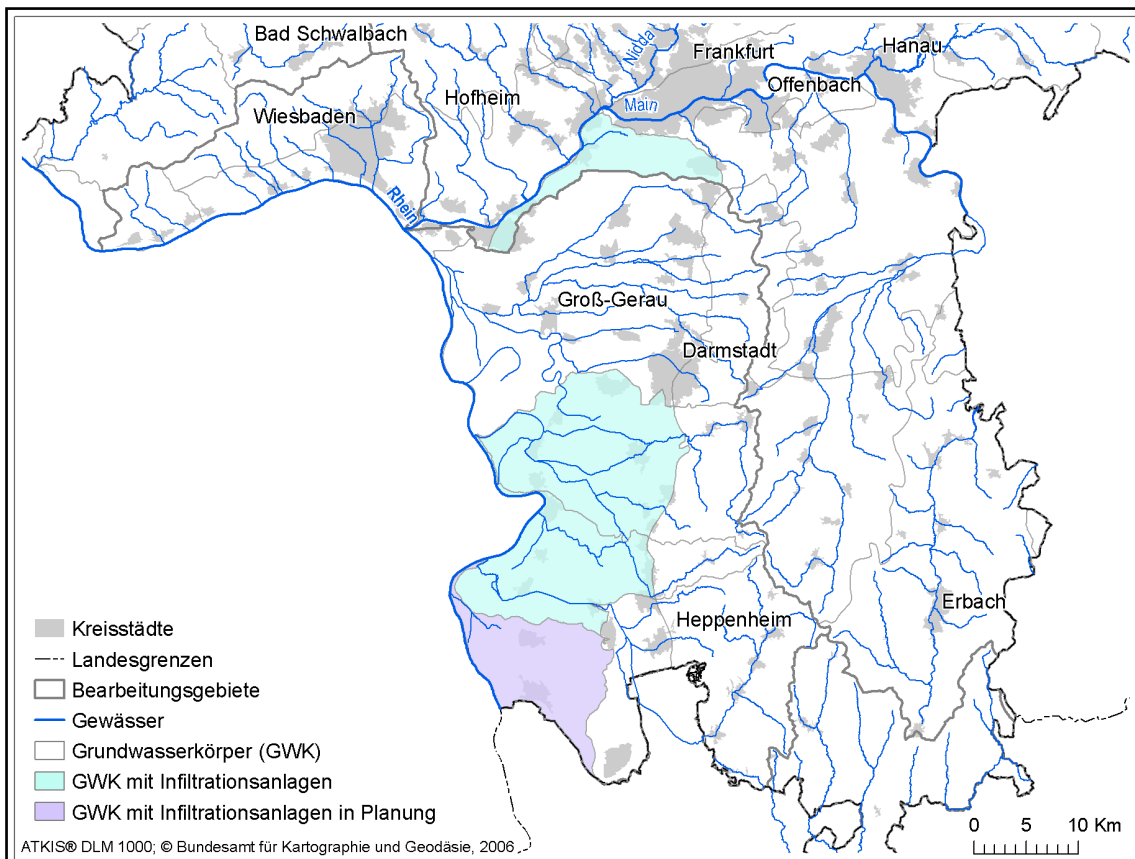 Bad Schwalbach
Nidda
Frankfurt
Hanau
Hofheim
Main
Offenbach
Wiesbaden
Rhein
Groß-Gerau
Darmstadt
Erbach
Heppenheim
Kreisstädte
Landesgrenzen
Bearbeitungsgebiete
Gewässer
Grundwasserkörper (GWK)
GWK mit Infiltrationsanlagen
GWK mit Infiltrationsanlagen in Planung
0 5 10 Km
ATKIS® DLM 1000; © Bundesamt für Kartographie und Geodäsie, 2006